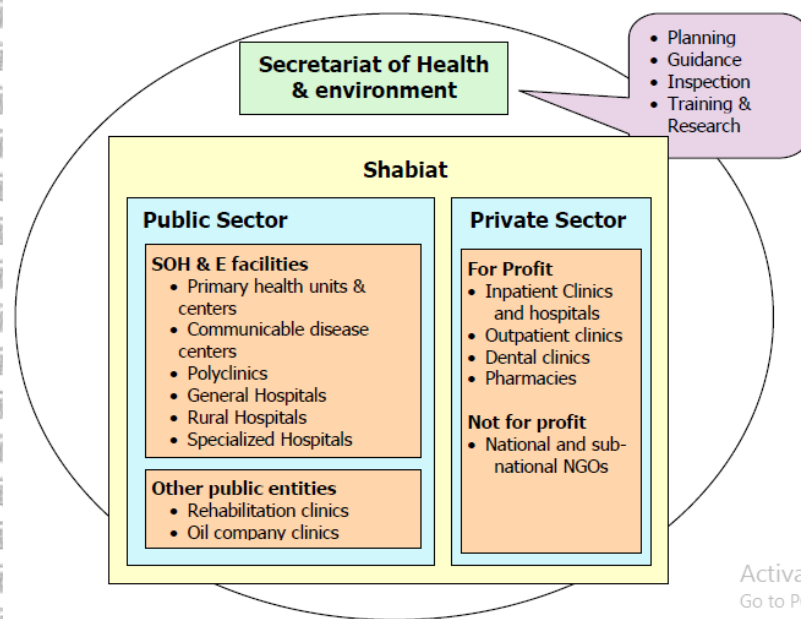 Secretariat of Health
& environment
• Planning
• Guidance
• Inspection
• Training &
Research
Shabiat
Public Sector
SOH & E facilities
• Primary health units &
centers
• Communicable disease
centers
• Polyclinics
• General Hospitals
• Rural Hospitals
• Specialized Hospitals
Other public entities
• Rehabilitation clinics
• Oil company clinics
Private Sector
For Profit
• Inpatient Clinics
and hospitals
• Outpatient clinics
• Dental clinics
• Pharmacies
Not for profit
• National and sub-
national NGOs
Activa
Go to P